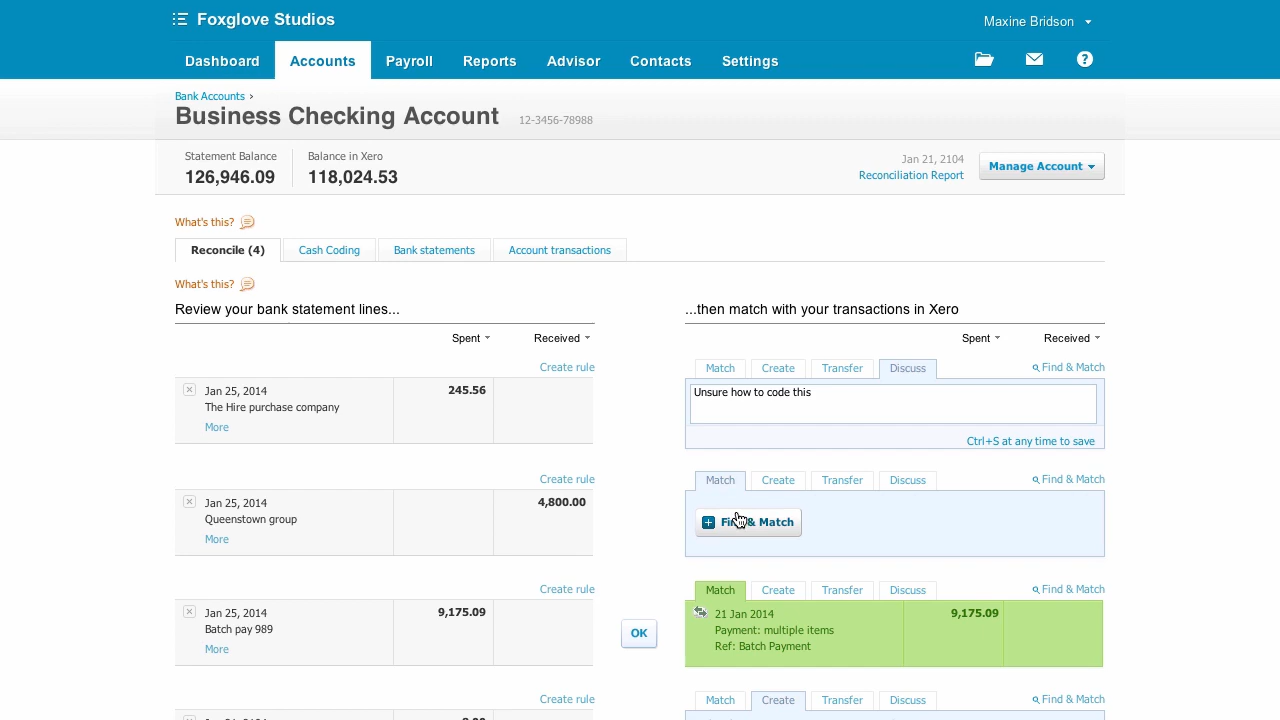 Foxglove Studios
Maxine Bridson
Dashboard Accounts Payroll Reports Advisor Contacts Settings
Bank Accounts ›
Business Checking Account 12-3456-78988
Statement Balance Balance in Xero
126,946.09 118,024.53
Jan 21, 2104
Reconciliation Report
Manage Account
What's this?
Reconcile (4) Cash Coding Bank statements Account transactions
What's this?
Review your bank statement lines... ...then match with your transactions in Xero
Spent Received Spent Received
Create rule Match Create Transfer Discuss Find & Match
Jan 25, 2014 245.56
The Hire purchase company
More
Unsure how to code this
Ctrl+S at any time to save
Create rule Match Create Transfer Discuss Find & Match
Jan 25, 2014 4,800.00
Queenstown group
More
Find & Match
Create rule Match Create Transfer Discuss Find & Match
Jan 25, 2014 9,175.09
Batch pay 989
More
OK
21 Jan 2014 9,175.09
Payment: multiple items
Ref: Batch Payment
Create rule Match Create Transfer Discuss Find & Match